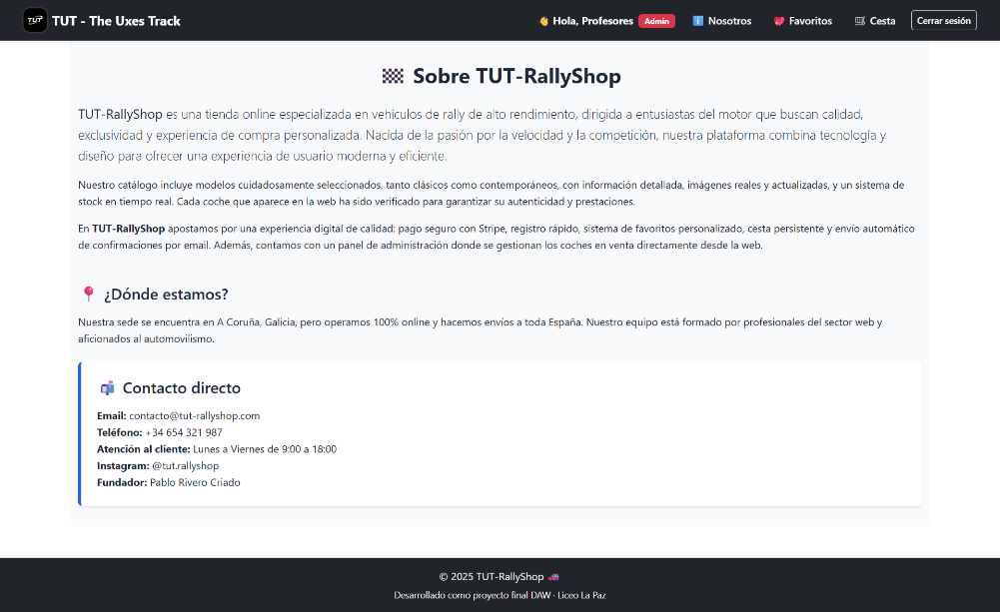 TUT TUT - The Uxes Track 👋 Hola, Profesores Admin ℹ️ Nosotros 💖 Favoritos 🛒 Cesta Cerrar sesión
🏁 Sobre TUT-RallyShop
TUT-RallyShop es una tienda online especializada en vehículos de rally de alto rendimiento, dirigida a entusiastas del motor que buscan calidad,
exclusividad y experiencia de compra personalizada. Nacida de la pasión por la velocidad y la competición, nuestra plataforma combina tecnología y
diseño para ofrecer una experiencia de usuario moderna y eficiente.
Nuestro catálogo incluye modelos cuidadosamente seleccionados, tanto clásicos como contemporáneos, con información detallada, imágenes reales y actualizadas, y un sistema de
stock en tiempo real. Cada coche que aparece en la web ha sido verificado para garantizar su autenticidad y prestaciones.
En TUT-RallyShop apostamos por una experiencia digital de calidad: pago seguro con Stripe, registro rápido, sistema de favoritos personalizado, cesta persistente y envío automático
de confirmaciones por email. Además, contamos con un panel de administración donde se gestionan los coches en venta directamente desde la web.
📍 ¿Dónde estamos?
Nuestra sede se encuentra en A Coruña, Galicia, pero operamos 100% online y hacemos envíos a toda España. Nuestro equipo está formado por profesionales del sector web y
aficionados al automovilismo.
📬 Contacto directo
Email: contacto@tut-rallyshop.com
Teléfono: +34 654 321 987
Atención al cliente: Lunes a Viernes de 9:00 a 18:00
Instagram: @tut.rallyshop
Fundador: Pablo Rivero Criado
© 2025 TUT-RallyShop 🚗
Desarrollado como proyecto final DAW · Liceo La Paz